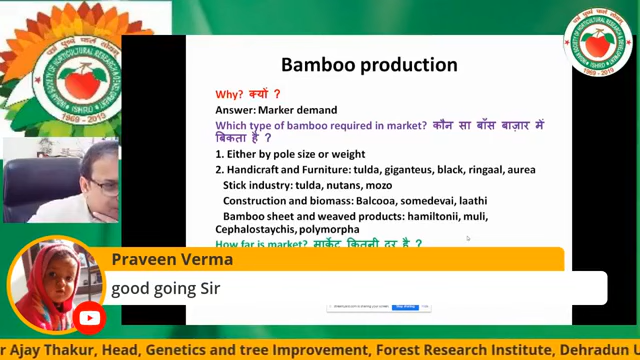 Bamboo production
Why? क्यों ?
Answer: Marker demand
Which type of bamboo required in market? कौन सा बाँस बाज़ार में
बिकता है ?
1. Either by pole size or weight
2. Handicraft and Furniture: tulda, giganteus, black, ringaal, aurea
Stick industry: tulda, nutans, mozo
Construction and biomass: Balcooa, somedevai, laathi
Bamboo sheet and weaved products: hamiltonii, muli,
Cephalostaychis, polymorpha
How far is market? मार्केट कितनी दूर है ?
Praveen Verma
good going Sir
r Ajay Thakur, Head, Genetics and tree Improvement, Forest Research Institute, Dehradun U
1969 - 2019
ISHRD